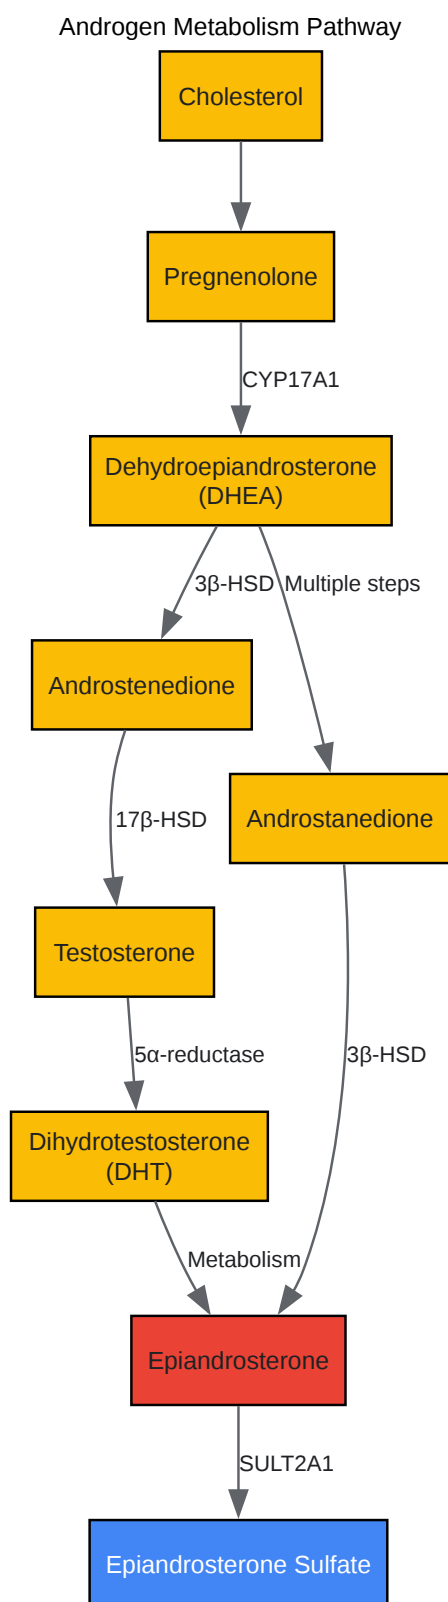 Androgen Metabolism Pathway
Cholesterol
Pregnenolone
CYP17A1
Dehydroepiandrosterone
(DHEA)
3β-HSD
Multiple steps
Androstenedione
Androstanedione
17β-HSD
Testosterone
5α-reductase
3β-HSD
Dihydrotestosterone
(DHT)
Metabolism
Epiandrosterone
SULT2A1
Epiandrosterone Sulfate